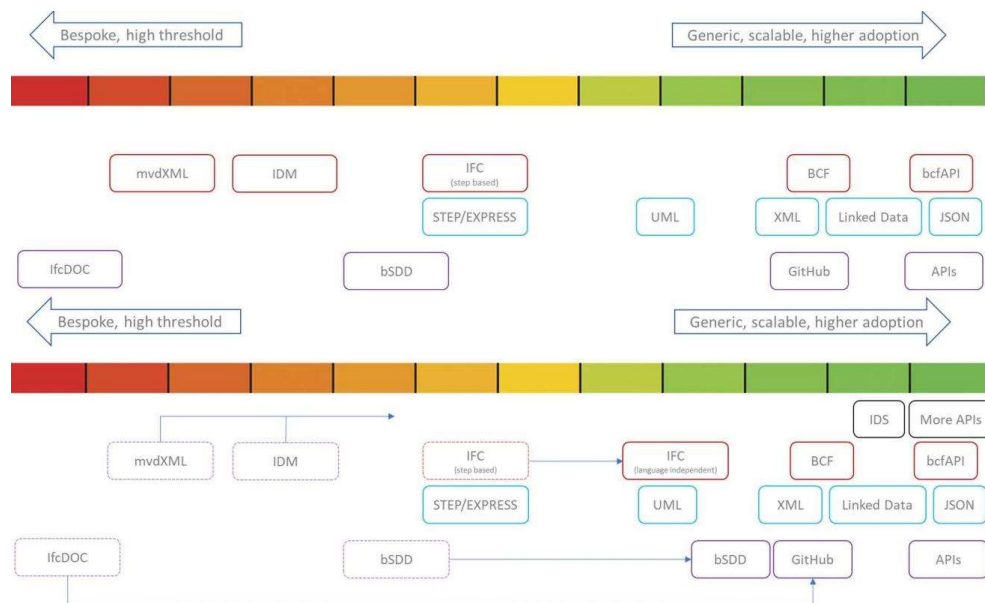 Bespoke, high threshold
Generic, scalable, higher adoption
mvdXML
IDM
IFC
(step based)
BCF
bcfAPI
STEP/EXPRESS
UML
XML
Linked Data
JSON
IfcDOC
bSDD
GitHub
APIs
Bespoke, high threshold
Generic, scalable, higher adoption
IDS
More APIs
mvdXML
IDM
IFC
(step based)
IFC
(language independent)
BCF
bcfAPI
STEP/EXPRESS
UML
XML
Linked Data
JSON
IfcDOC
bSDD
bSDD
GitHub
APIs